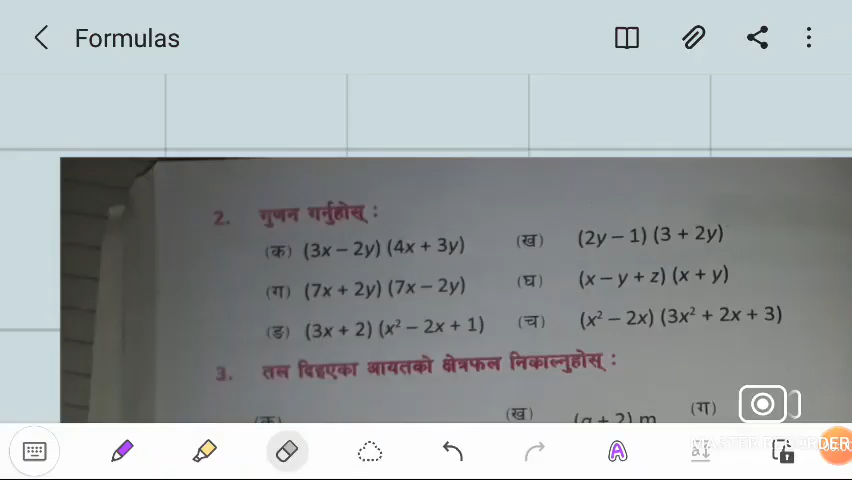 Formulas
2. गुणन गर्नुहोस् :
(क) (3x – 2y) (4x + 3y) (ख) (2y – 1) (3 + 2y)
(ग) (7x + 2y) (7x – 2y) (घ) (x – y + z) (x + y)
(ङ) (3x + 2) (x² – 2x + 1) (च) (x² – 2x) (3x² + 2x + 3)
3. तल दिइएका आयतको क्षेत्रफल निकाल्नुहोस् :
(क) (ख) (a + 2) m (ग)